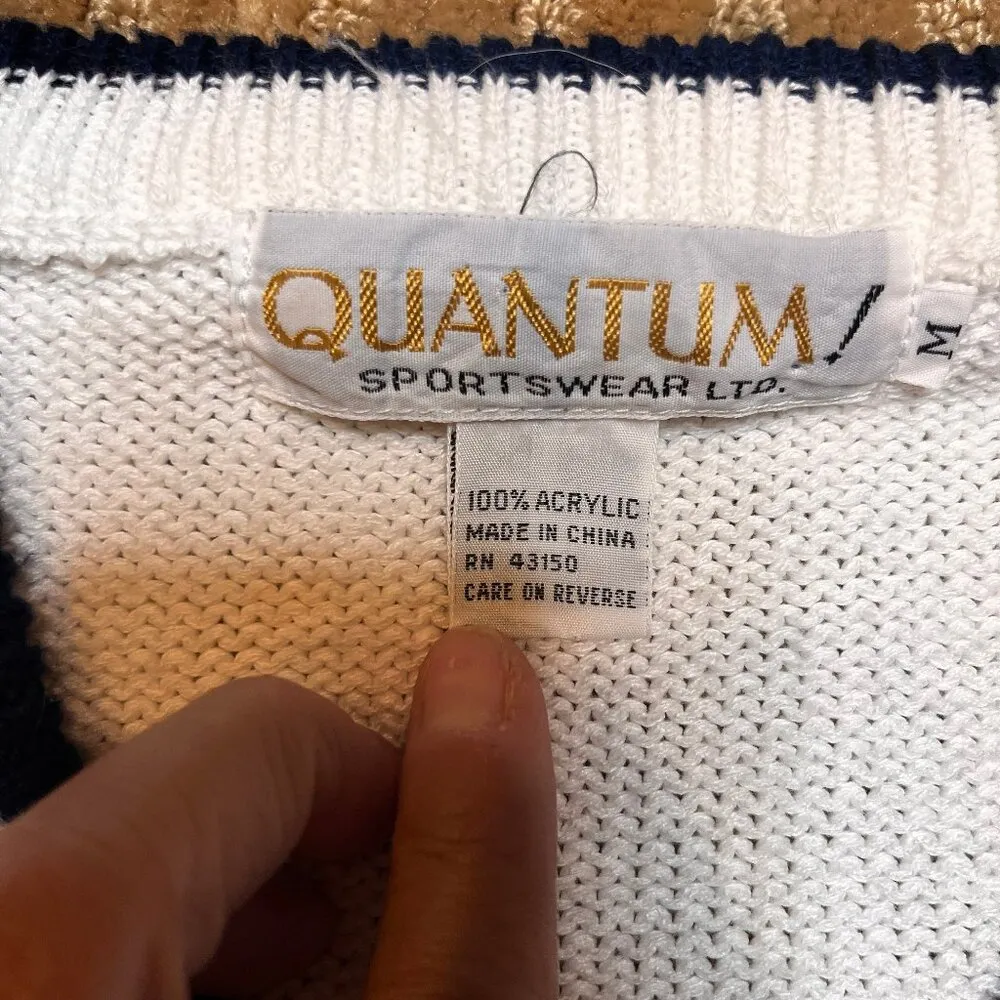 QUANTUM!
SPORTSWEAR LTD.
M
100% ACRYLIC
MADE IN CHINA
RN 43150
CARE ON REVERSE